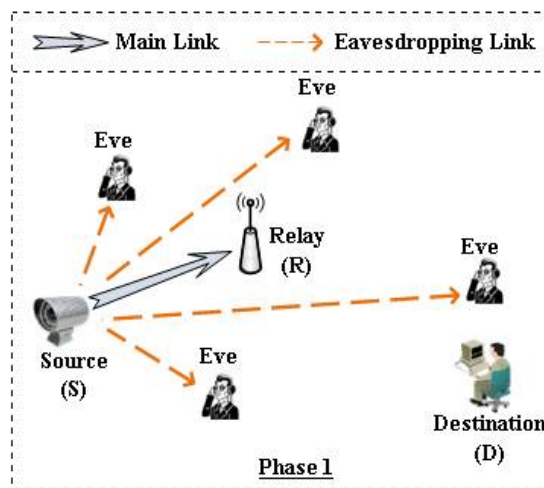 Main Link
Eavesdropping Link
Eve
Eve
Relay
(R)
Eve
Source
(S)
Eve
Destination
(D)
Phase 1